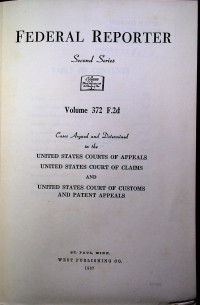 FEDERAL REPORTER
Second Series
Volume 372 F.2d
Cases Argued and Determined
in the
UNITED STATES COURTS OF APPEALS
UNITED STATES COURT OF CLAIMS
AND
UNITED STATES COURT OF CUSTOMS
AND PATENT APPEALS
ST. PAUL, MINN.
WEST PUBLISHING CO.
1967